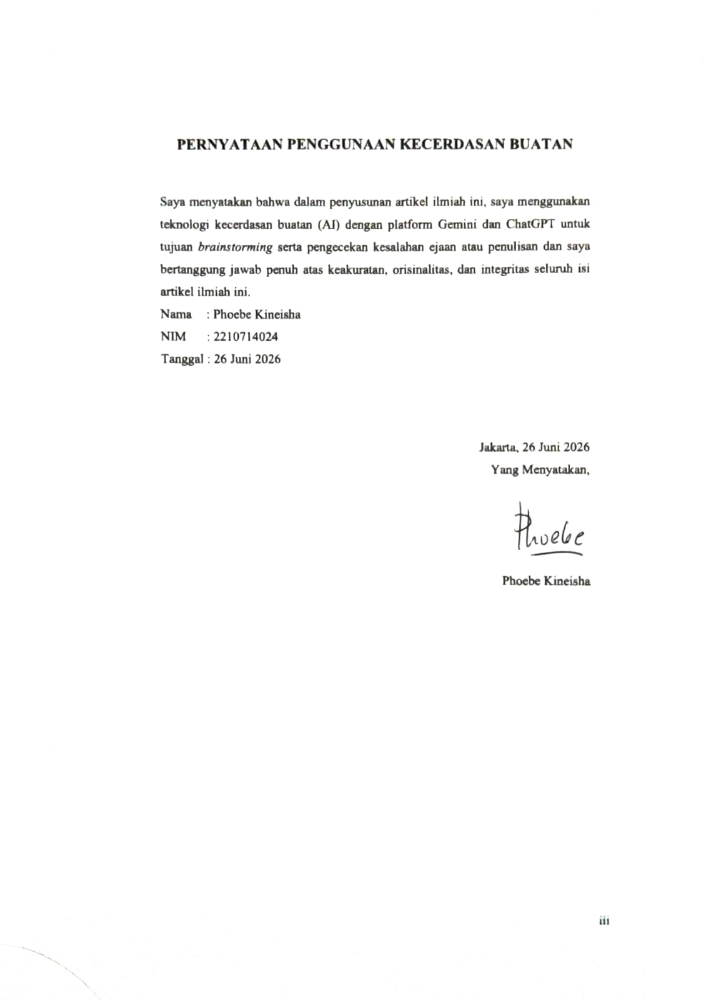 PERNYATAAN PENGGUNAAN KECERDASAN BUATAN
Saya menyatakan bahwa dalam penyusunan artikel ilmiah ini, saya menggunakan
teknologi kecerdasan buatan (AI) dengan platform Gemini dan ChatGPT untuk
tujuan brainstorming serta pengecekan kesalahan ejaan atau penulisan dan saya
bertanggung jawab penuh atas keakuratan, orisinalitas, dan integritas seluruh isi
artikel ilmiah ini.
Nama : Phoebe Kineisha
NIM : 2210714024
Tanggal : 26 Juni 2026
Jakarta, 26 Juni 2026
Yang Menyatakan,
Phoebe
Phoebe Kineisha
iii